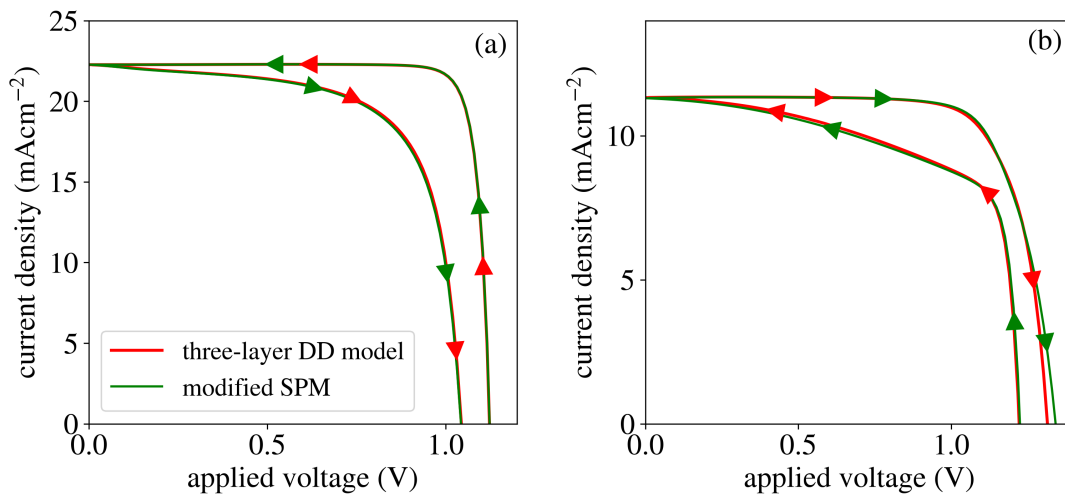 (a)
current density (mAcm⁻²)
25
20
15
10
5
0
0.0
0.5
1.0
applied voltage (V)
three-layer DD model
modified SPM
(b)
current density (mAcm⁻²)
10
5
0
0.0
0.5
1.0
applied voltage (V)